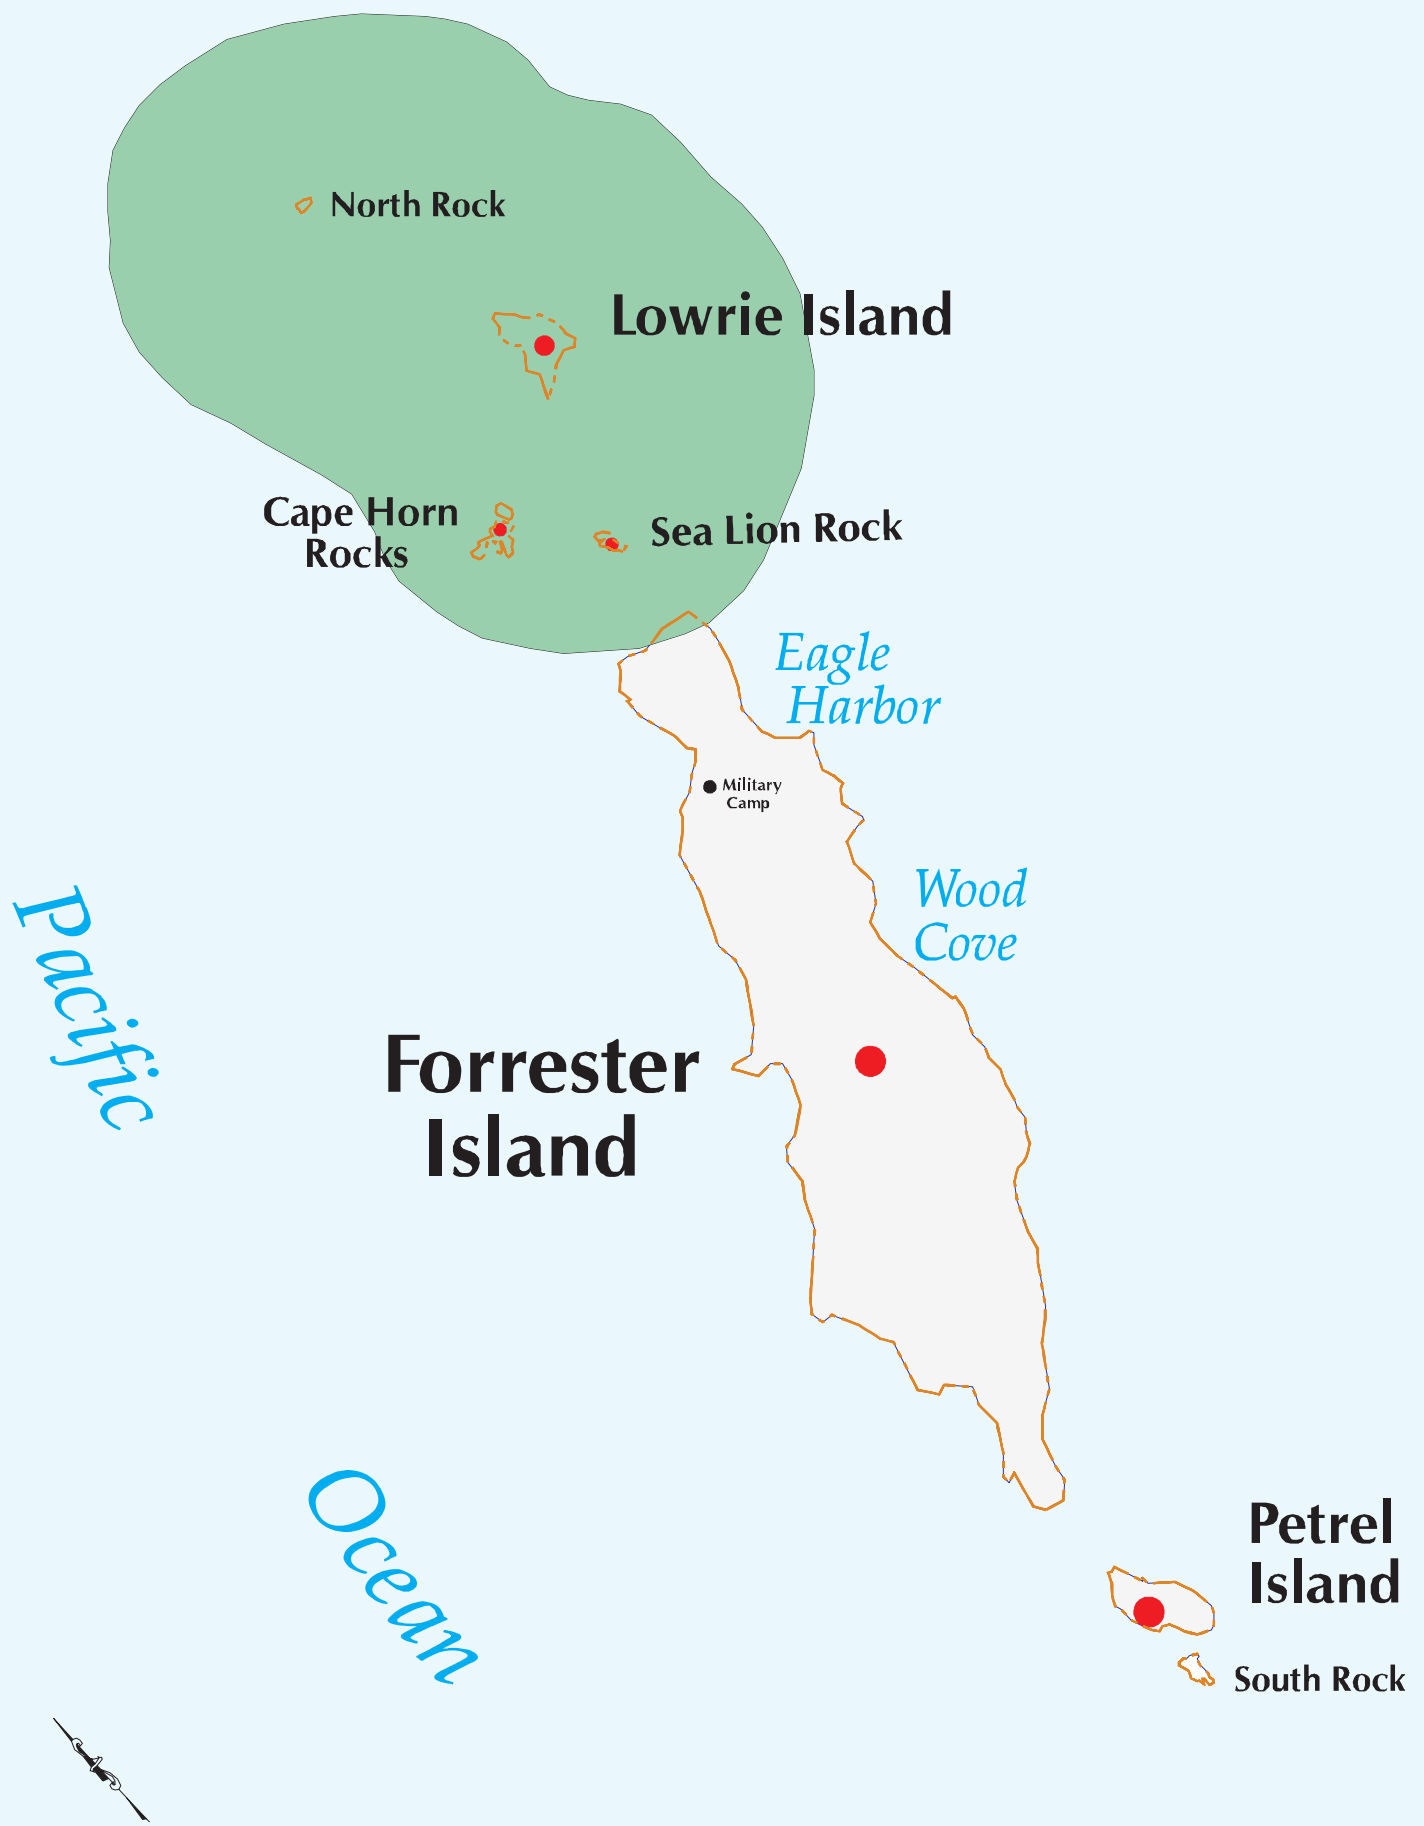 North Rock
Lowrie Island
Cape Horn
Rocks
Sea Lion Rock
Eagle
Harbor
Military
Camp
Wood
Cove
Pacific
Forrester
Island
Ocean
Petrel
Island
South Rock